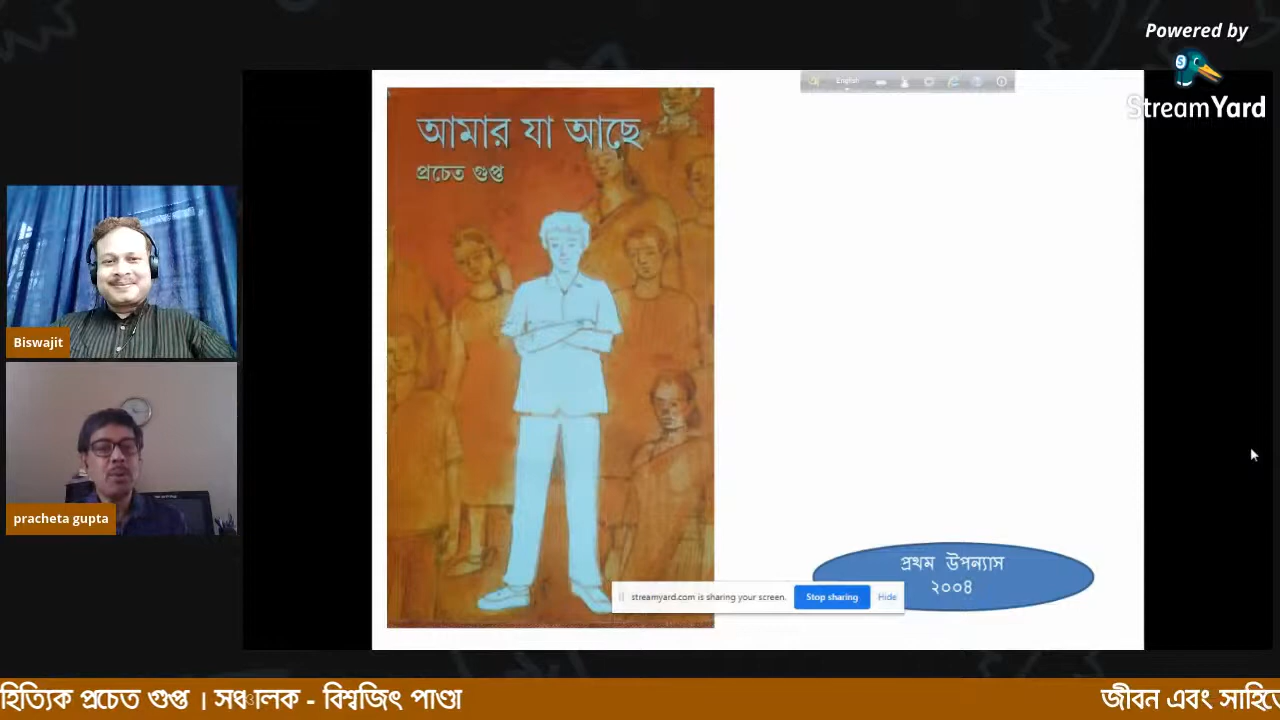 Powered by
StreamYard
English
আমার যা আছে
প্রচেত গুপ্ত
Biswajit
pracheta gupta
প্রথম উপন্যাস
২০০৪
streamyard.com is sharing your screen.
Stop sharing
Hide
হিত্যিক প্রচেত গুপ্ত । সঞ্চালক - বিশ্বজিৎ পাণ্ডা
জীবন এবং সাহিতে